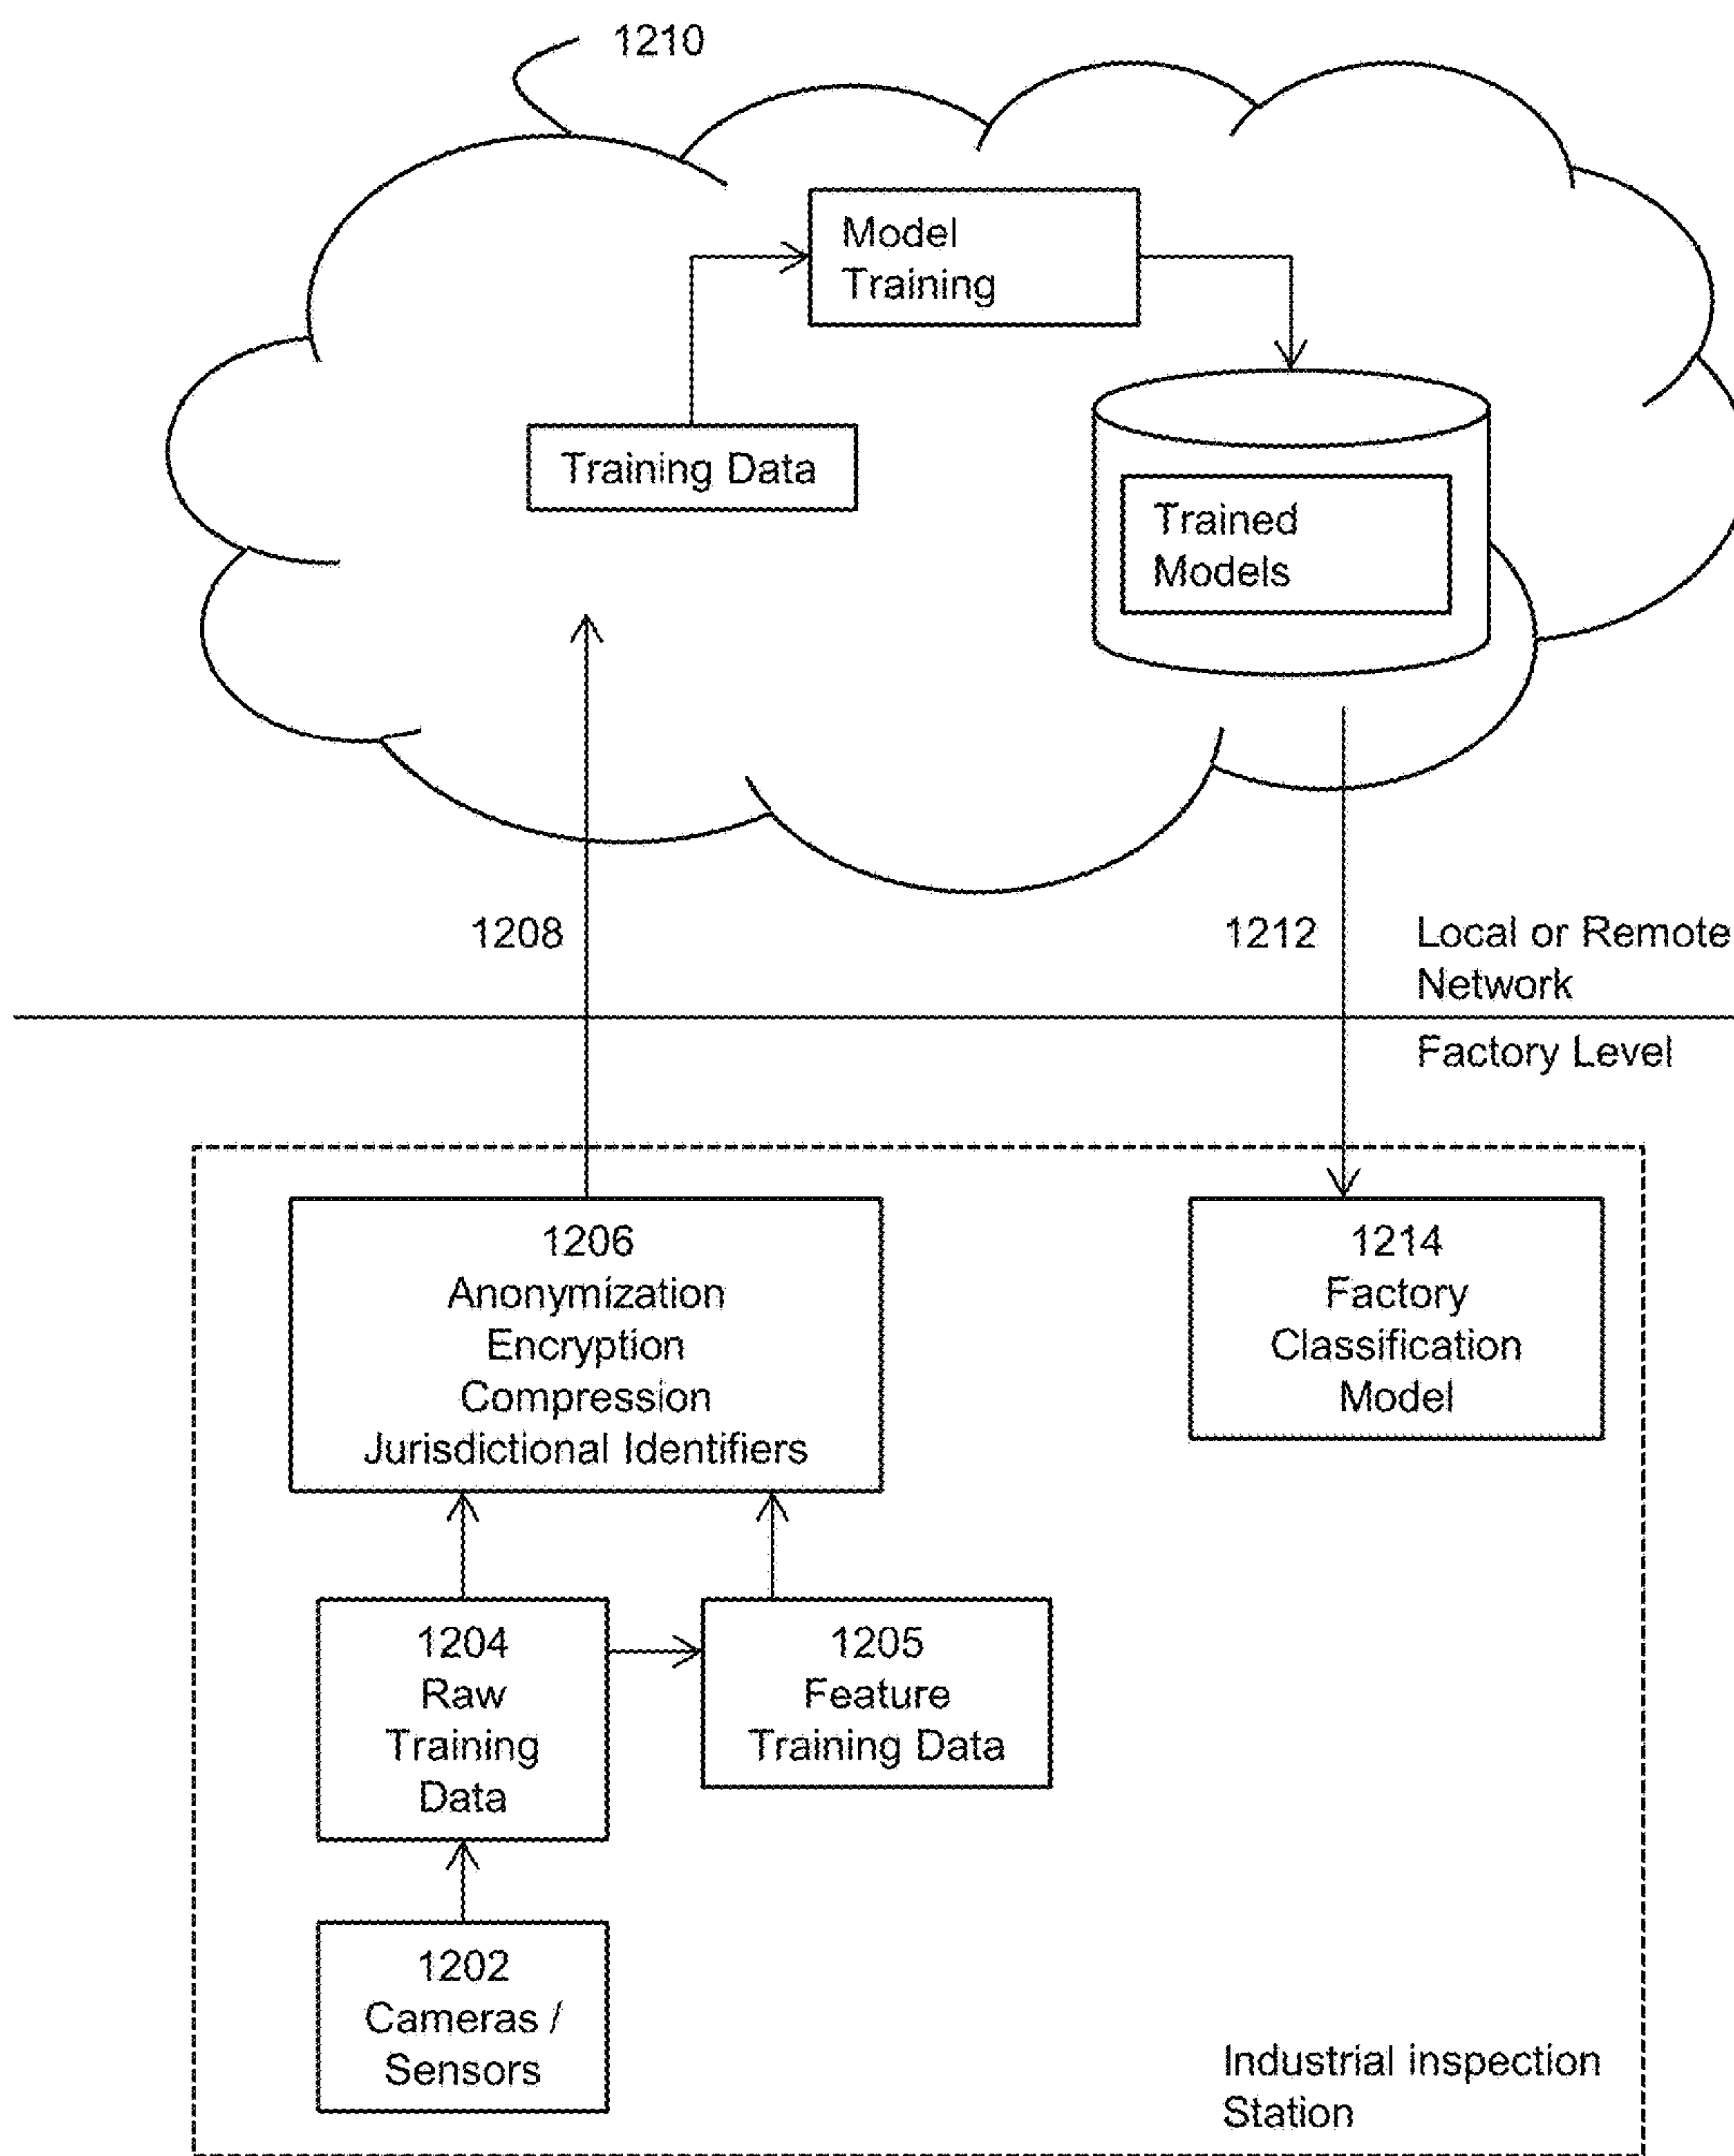 1210
Model
Training
Training Data
Trained
Models
1208
1212
Local or Remote
Network
Factory Level
1206
Anonymization
Encryption
Compression
Jurisdictional Identifiers
1214
Factory
Classification
Model
1204
Raw
Training
Data
1205
Feature
Training Data
1202
Cameras /
Sensors
Industrial inspection
Station